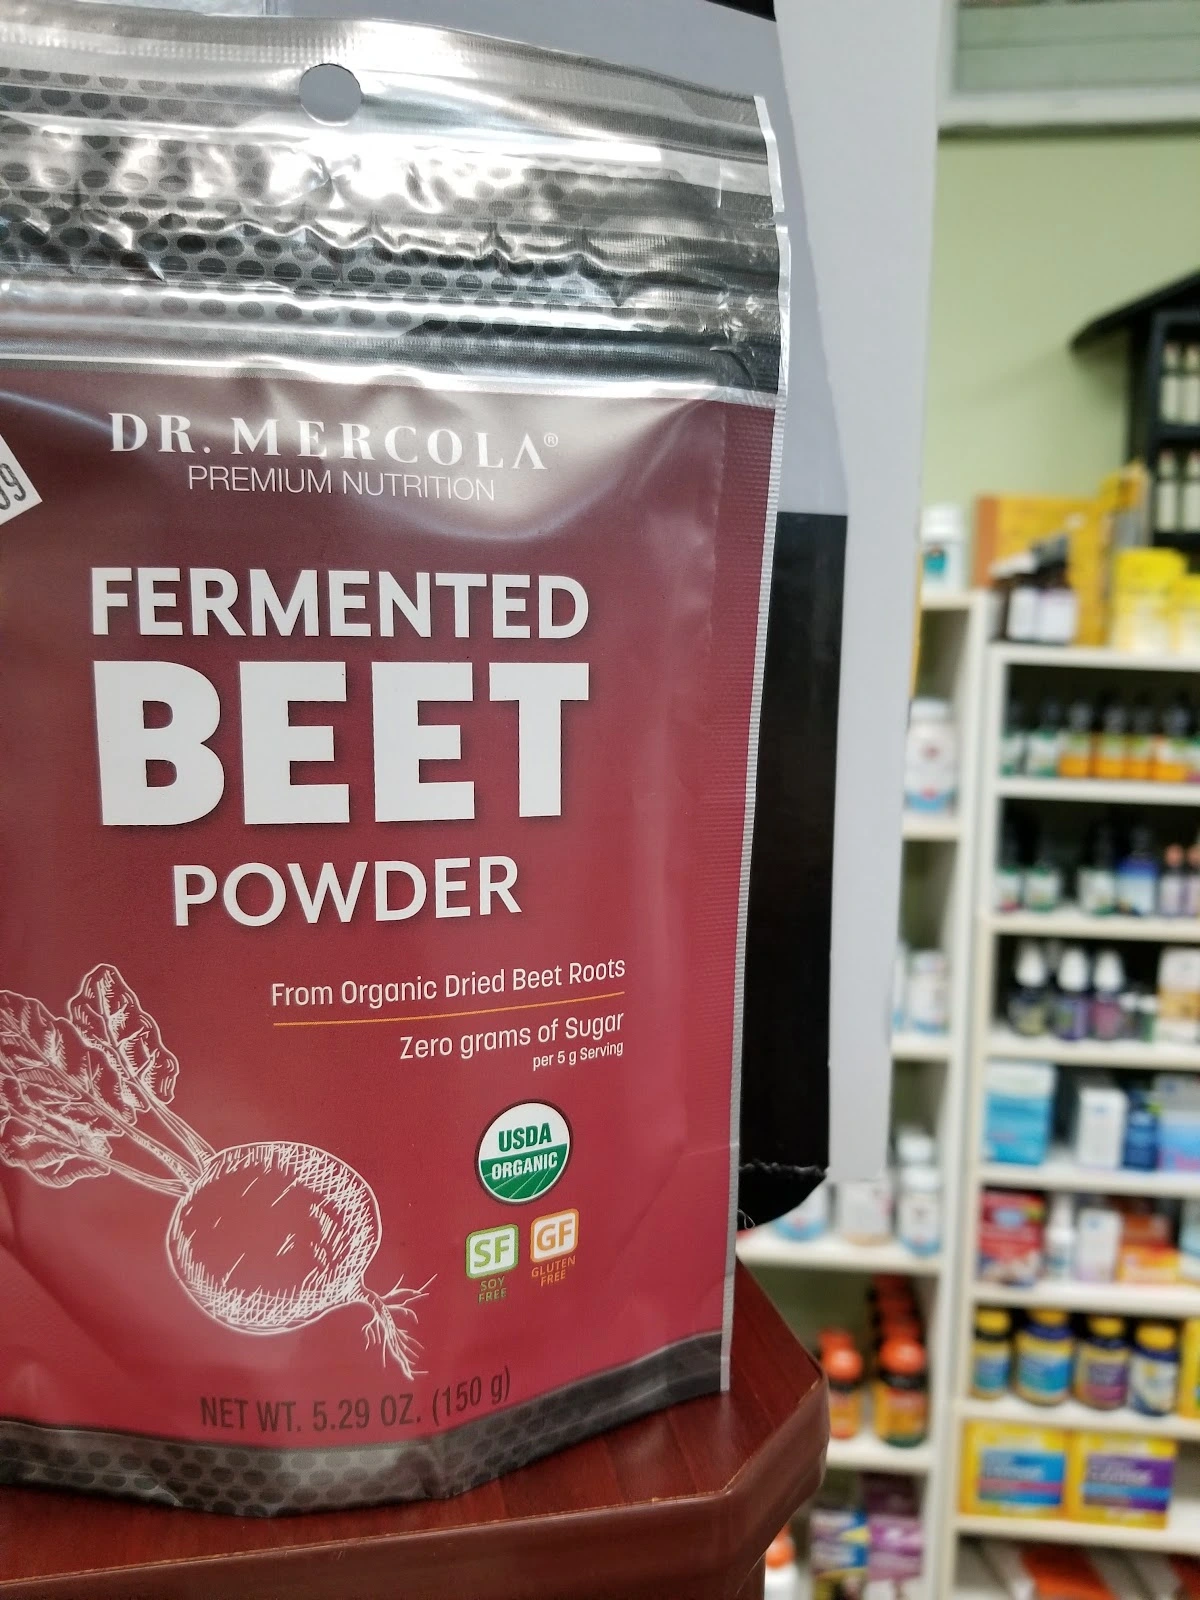 DR. MERCOLA®
PREMIUM NUTRITION
FERMENTED
BEET
POWDER
From Organic Dried Beet Roots
Zero grams of Sugar
per 5 g Serving
USDA
ORGANIC
SF
SOY
FREE
GF
GLUTEN
FREE
NET WT. 5.29 OZ. (150 g)